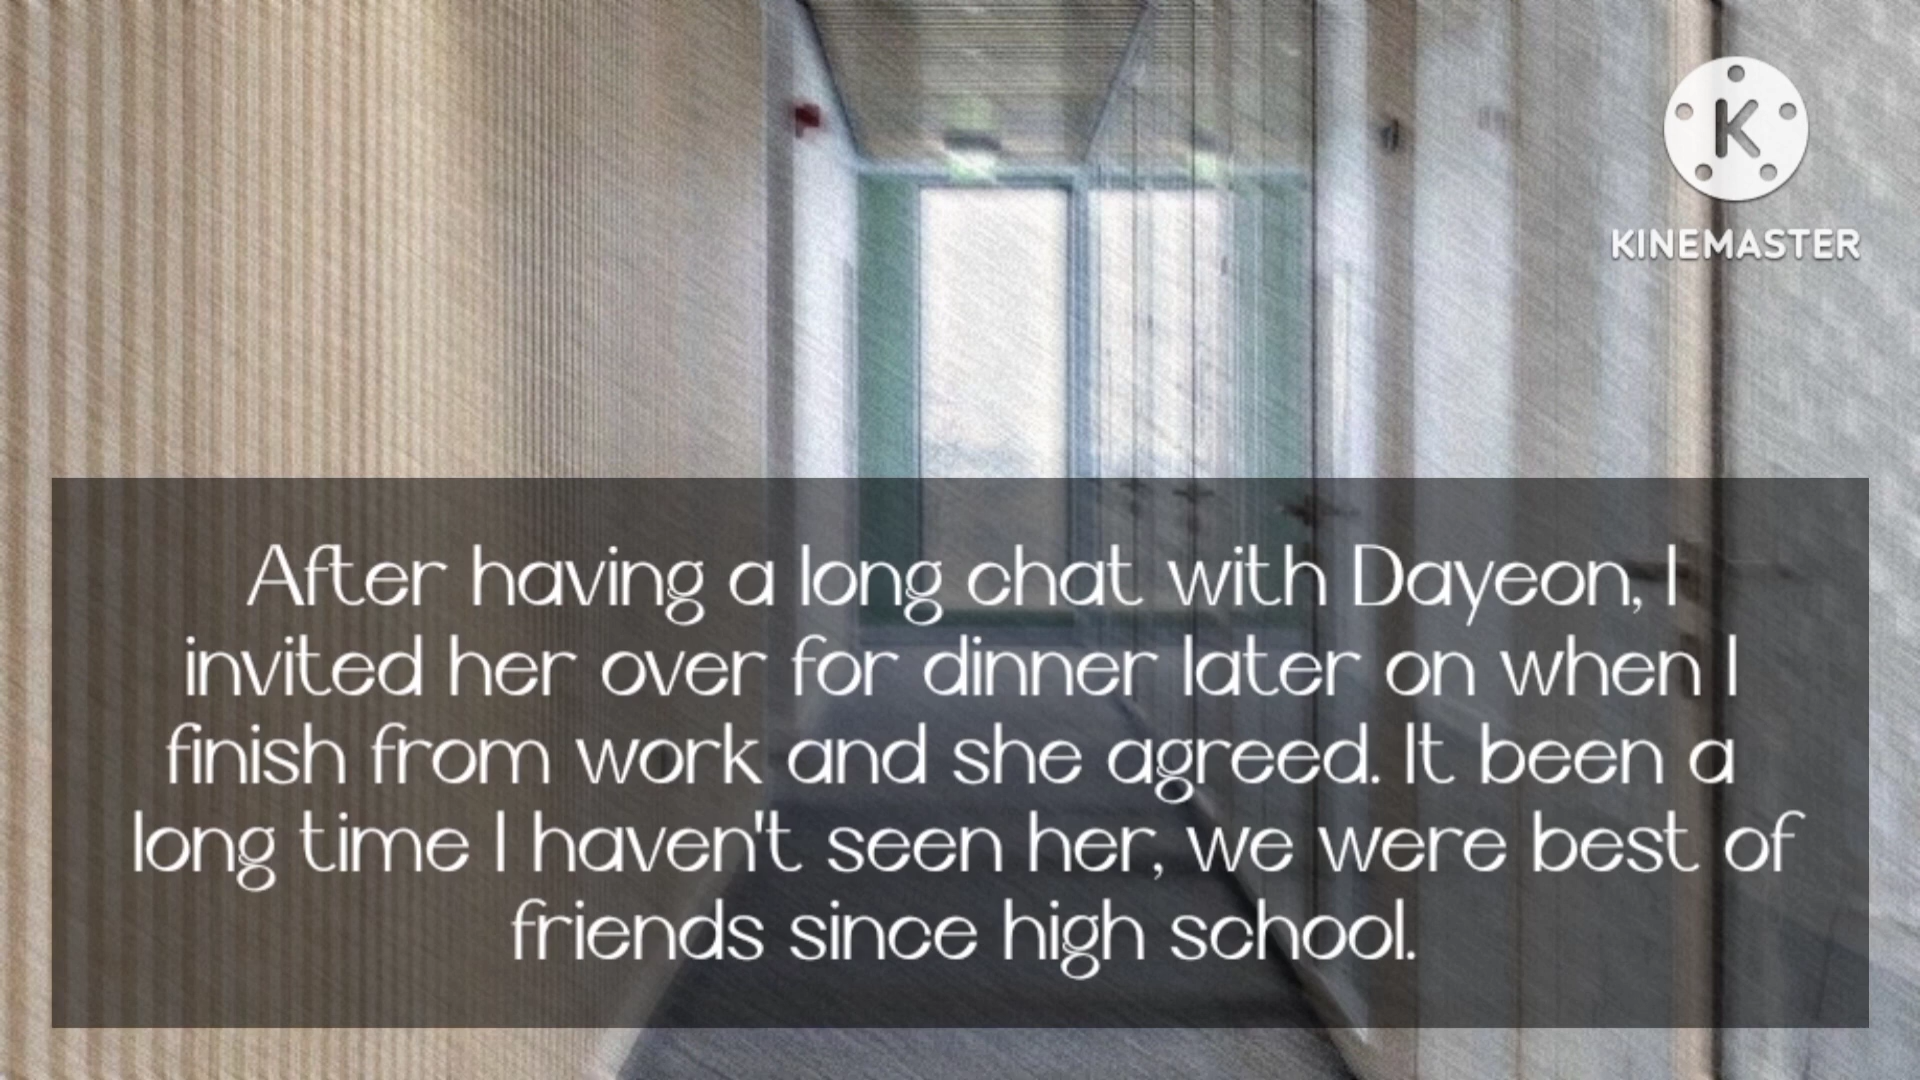 K
KINEMASTER
After having a long chat with Dayeon, I
invited her over for dinner later on when I
finish from work and she agreed. It been a
long time I haven't seen her, we were best of
friends since high school.